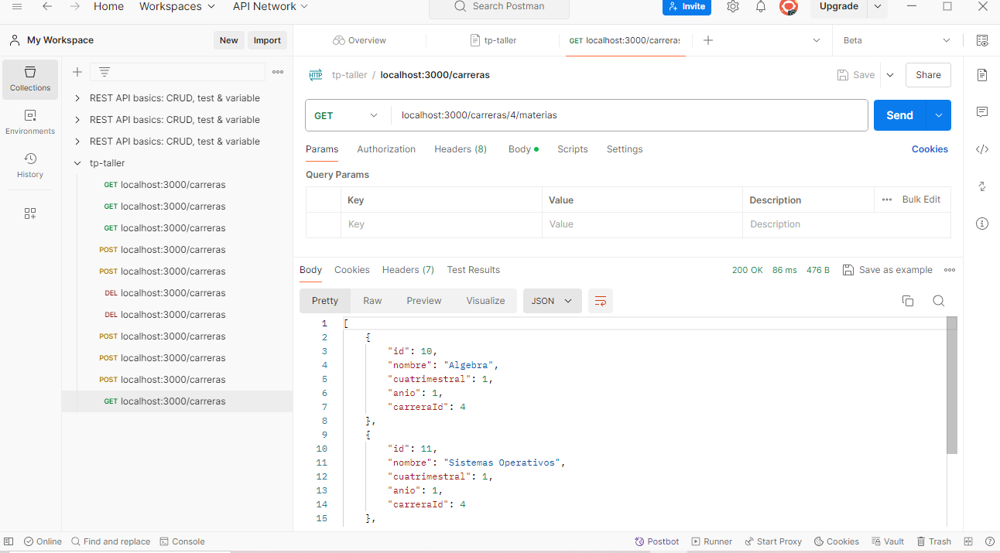 Home Workspaces API Network Search Postman Invite Upgrade
My Workspace New Import Overview tp-taller GET localhost:3000/carreras Beta
Collections
Environments
History
REST API basics: CRUD, test & variable
REST API basics: CRUD, test & variable
REST API basics: CRUD, test & variable
tp-taller
GET localhost:3000/carreras
GET localhost:3000/carreras
GET localhost:3000/carreras
POST localhost:3000/carreras
POST localhost:3000/carreras
DEL localhost:3000/carreras
DEL localhost:3000/carreras
POST localhost:3000/carreras
POST localhost:3000/carreras
POST localhost:3000/carreras
GET localhost:3000/carreras
HTTP tp-taller / localhost:3000/carreras Save Share
GET localhost:3000/carreras/4/materias Send
Params Authorization Headers (8) Body Scripts Settings Cookies
Query Params
Key Value Description Bulk Edit
Key Value Description
Body Cookies Headers (7) Test Results 200 OK 86 ms 476 B Save as example
Pretty Raw Preview Visualize JSON
1 [
2 {
3 "id": 10,
4 "nombre": "Algebra",
5 "cuatrimestral": 1,
6 "anio": 1,
7 "carreraId": 4
8 },
9 {
10 "id": 11,
11 "nombre": "Sistemas Operativos",
12 "cuatrimestral": 1,
13 "anio": 1,
14 "carreraId": 4
15 },
Online Find and replace Console Postbot Runner Start Proxy Cookies Vault Trash